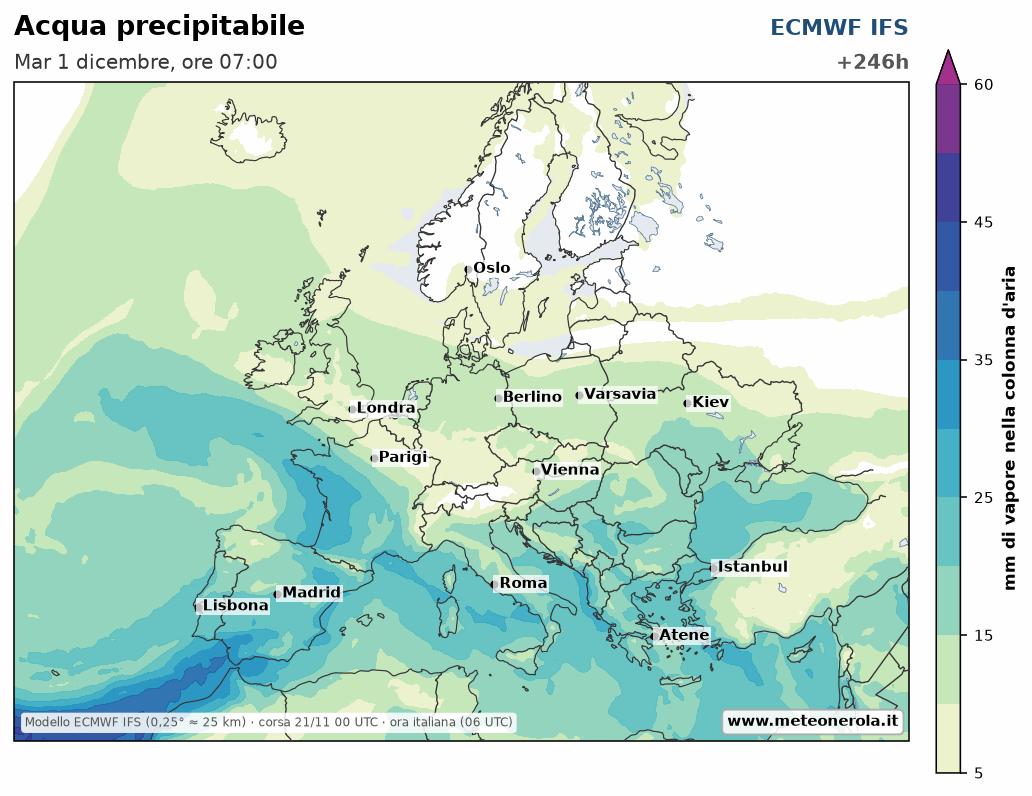 Acqua precipitabile
ECMWF IFS
Mar 1 dicembre, ore 07:00
+246h
60
45
35
25
15
5
mm di vapore nella colonna d'aria
Oslo
Londra
Berlino
Varsavia
Kiev
Parigi
Vienna
Istanbul
Roma
Madrid
Lisbona
Atene
Modello ECMWF IFS (0,25° ≈ 25 km) · corsa 21/11 00 UTC · ora italiana (06 UTC)
www.meteonerola.it